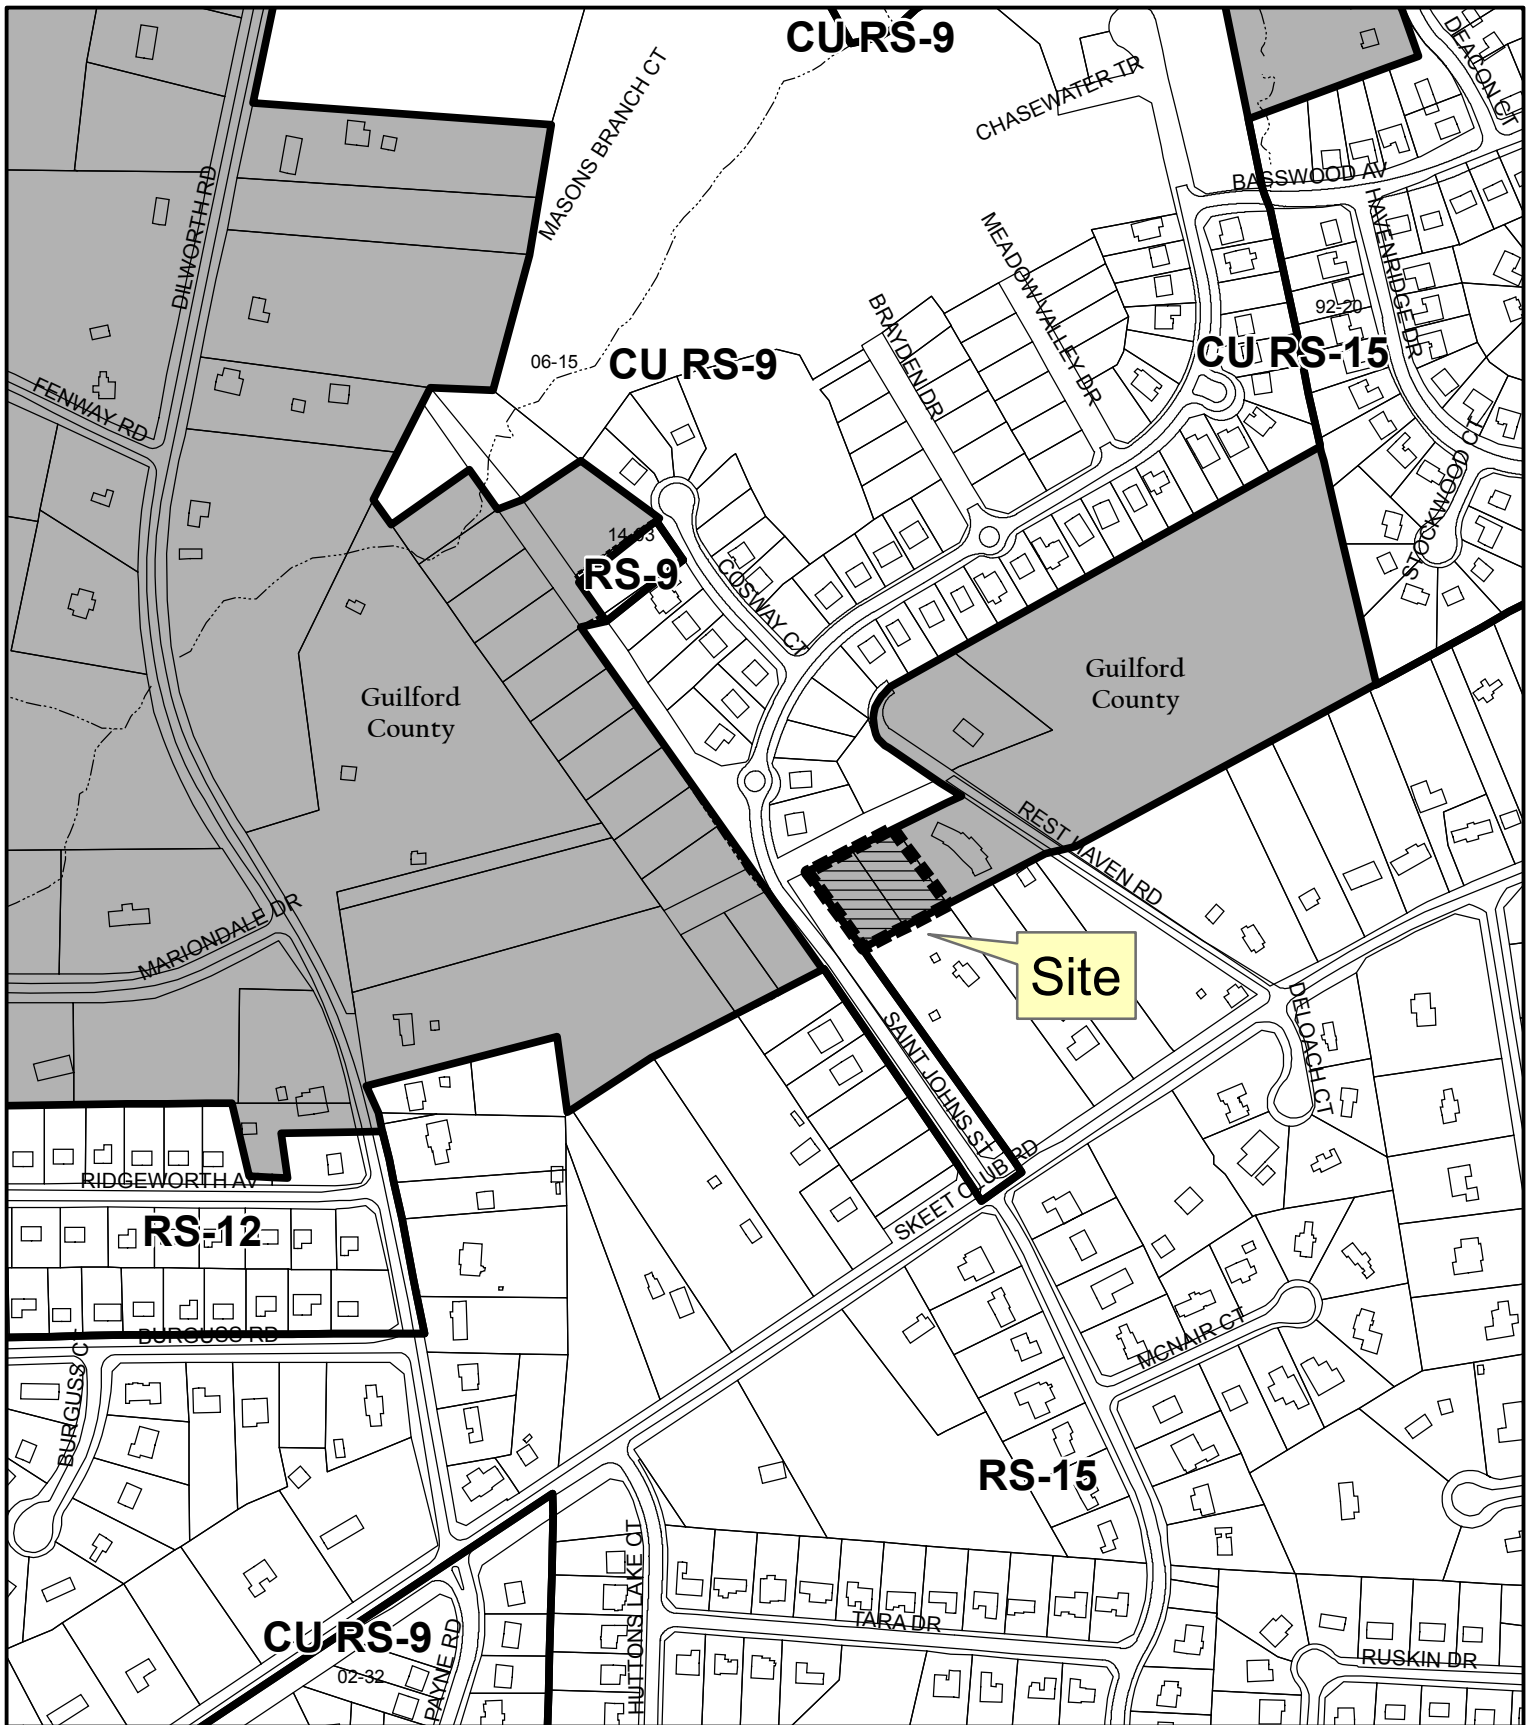 CU RS-9
DEACON CT
MASONS BRANCH CT
CHASEWATER TR
DILWORTH RD
BASSWOOD AV
HAVENRIDGE DR
MEADOW VALLEY DR
BRAYDEN DR
92-20
CU RS-15
06-15
CU RS-9
FENWAY RD
STOCKWOOD CT
14-03
RS-9
COSWAY CT
Guilford
County
Guilford
County
REST HAVEN RD
MARIONDALE DR
Site
DELOACH CT
SAINT JOHNS ST
SKEET CLUB RD
RIDGEWORTH AV
RS-12
BURGUSS RD
BURGUSS CT
MCNAIR CT
RS-15
HUTTONS LAKE CT
TARA DR
CU RS-9
02-32
PAYNE RD
RUSKIN DR